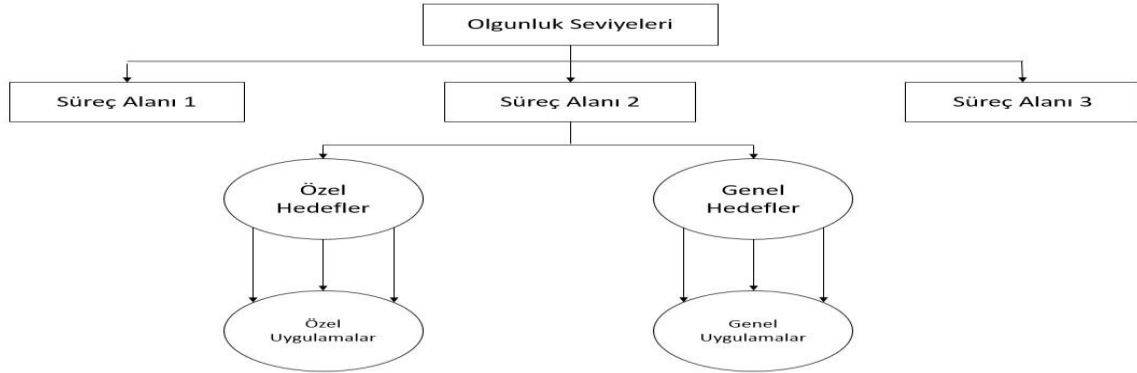 Olgunluk Seviyeleri
Süreç Alanı 1
Süreç Alanı 2
Süreç Alanı 3
Özel
Hedefler
Genel
Hedefler
Özel
Uygulamalar
Genel
Uygulamalar